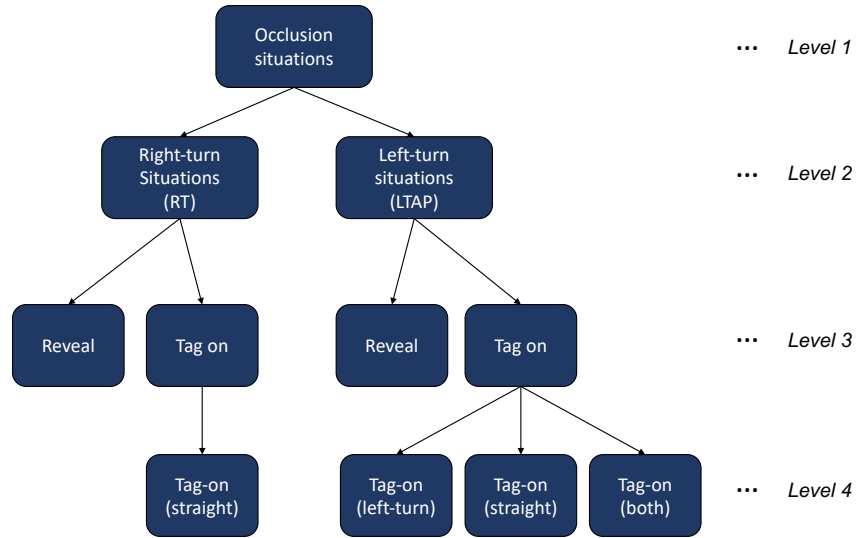 Occlusion
situations
... Level 1
Right-turn
Situations
(RT)
Left-turn
situations
(LTAP)
... Level 2
Reveal
Tag on
Reveal
Tag on
... Level 3
Tag-on
(straight)
Tag-on
(left-turn)
Tag-on
(straight)
Tag-on
(both)
... Level 4